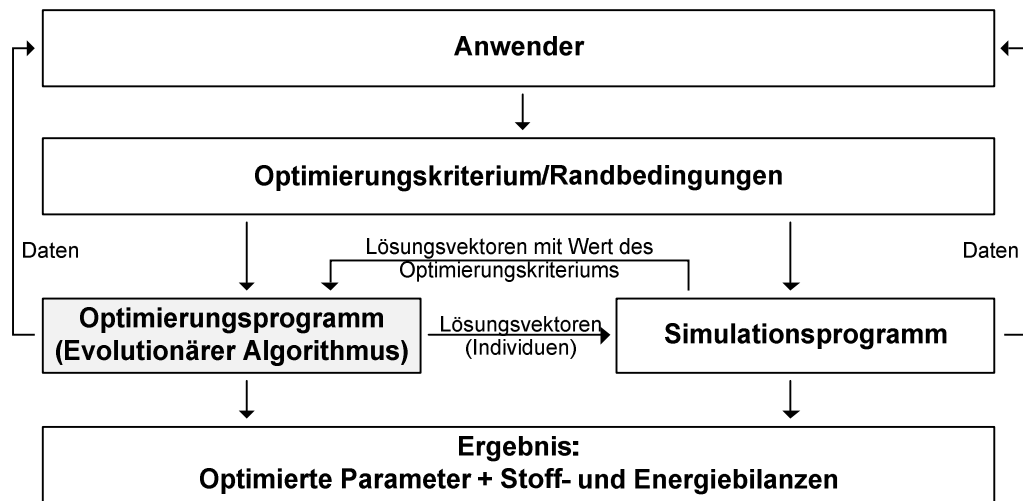 Anwender
Optimierungskriterium/Randbedingungen
Daten
Lösungsvektoren mit Wert des
Optimierungskriteriums
Daten
Optimierungsprogramm
(Evolutionärer Algorithmus)
Lösungsvektoren
(Individuen)
Simulationsprogramm
Ergebnis:
Optimierte Parameter + Stoff- und Energiebilanzen